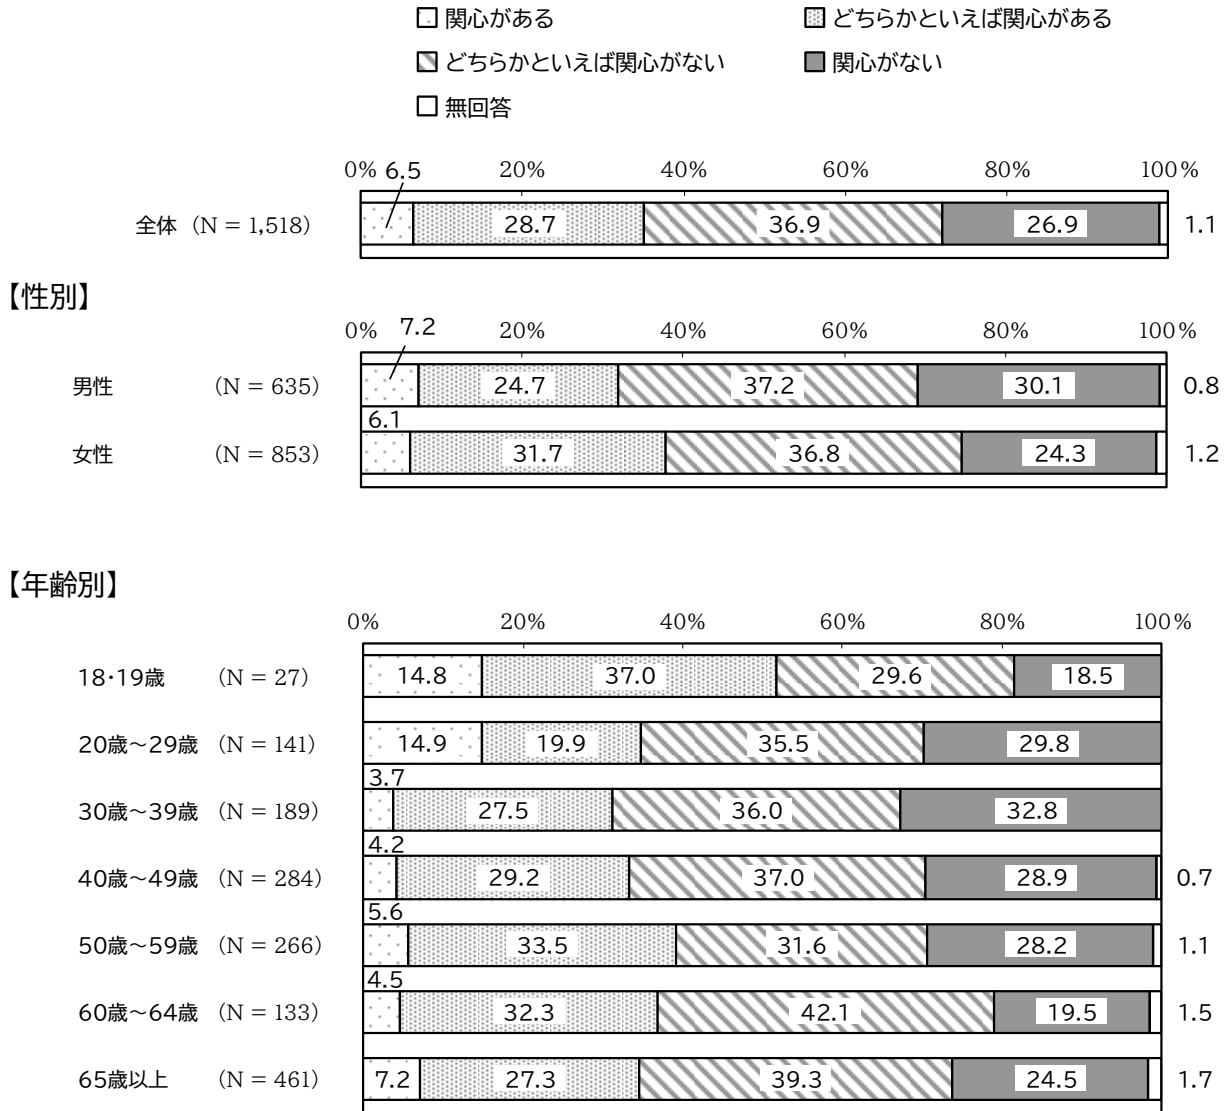 関心がある どちらかといえば関心がある
どちらかといえば関心がない 関心がない
無回答
0% 20% 40% 60% 80% 100%
6.5
全体 (N = 1,518) 28.7 36.9 26.9 1.1
【性別】
0% 20% 40% 60% 80% 100%
7.2
男性 (N = 635) 24.7 37.2 30.1 0.8
6.1
女性 (N = 853) 31.7 36.8 24.3 1.2
【年齢別】
0% 20% 40% 60% 80% 100%
18・19歳 (N = 27) 14.8 37.0 29.6 18.5
20歳～29歳 (N = 141) 14.9 19.9 35.5 29.8
3.7
30歳～39歳 (N = 189) 27.5 36.0 32.8
4.2
40歳～49歳 (N = 284) 29.2 37.0 28.9 0.7
5.6
50歳～59歳 (N = 266) 33.5 31.6 28.2 1.1
4.5
60歳～64歳 (N = 133) 32.3 42.1 19.5 1.5
65歳以上 (N = 461) 7.2 27.3 39.3 24.5 1.7